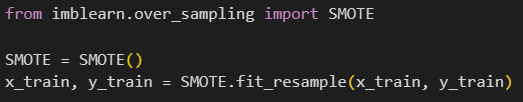 from imblearn.over_sampling import SMOTE
SMOTE = SMOTE()
x_train, y_train = SMOTE.fit_resample(x_train, y_train)